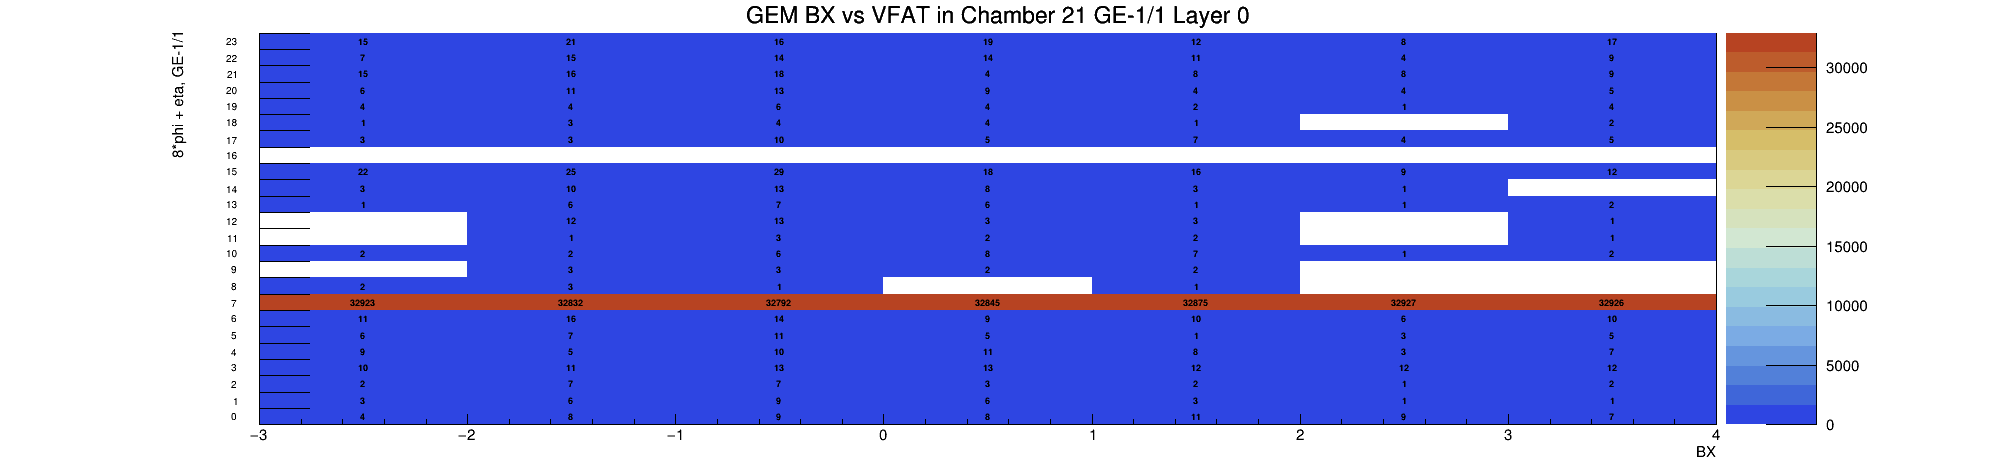 GEM BX vs VFAT in Chamber 21 GE-1/1 Layer 0
8*phi + eta, GE-1/1
23 15 21 16 19 12 8 17
22 7 15 14 14 11 4 9
21 15 16 18 4 8 8 9
20 6 11 13 9 4 4 5
19 4 4 6 4 2 1 4
18 1 3 4 4 1 2
17 3 3 10 5 7 4 5
16
15 22 25 29 18 16 9 12
14 3 10 13 8 3 1
13 1 6 7 6 1 1 2
12 12 13 3 3 1
11 1 3 2 2 1
10 2 2 6 8 7 1 2
9 3 3 2 2
8 2 3 1 1
7 32923 32832 32792 32845 32875 32927 32926
6 11 16 14 9 10 6 10
5 6 7 11 5 1 3 5
4 9 5 10 11 8 3 7
3 10 11 13 13 12 12 12
2 2 7 7 3 2 1 2
1 3 6 9 6 3 1 1
0 4 8 9 8 11 9 7
−3 −2 −1 0 1 2 3 4
BX
30000
25000
20000
15000
10000
5000
0